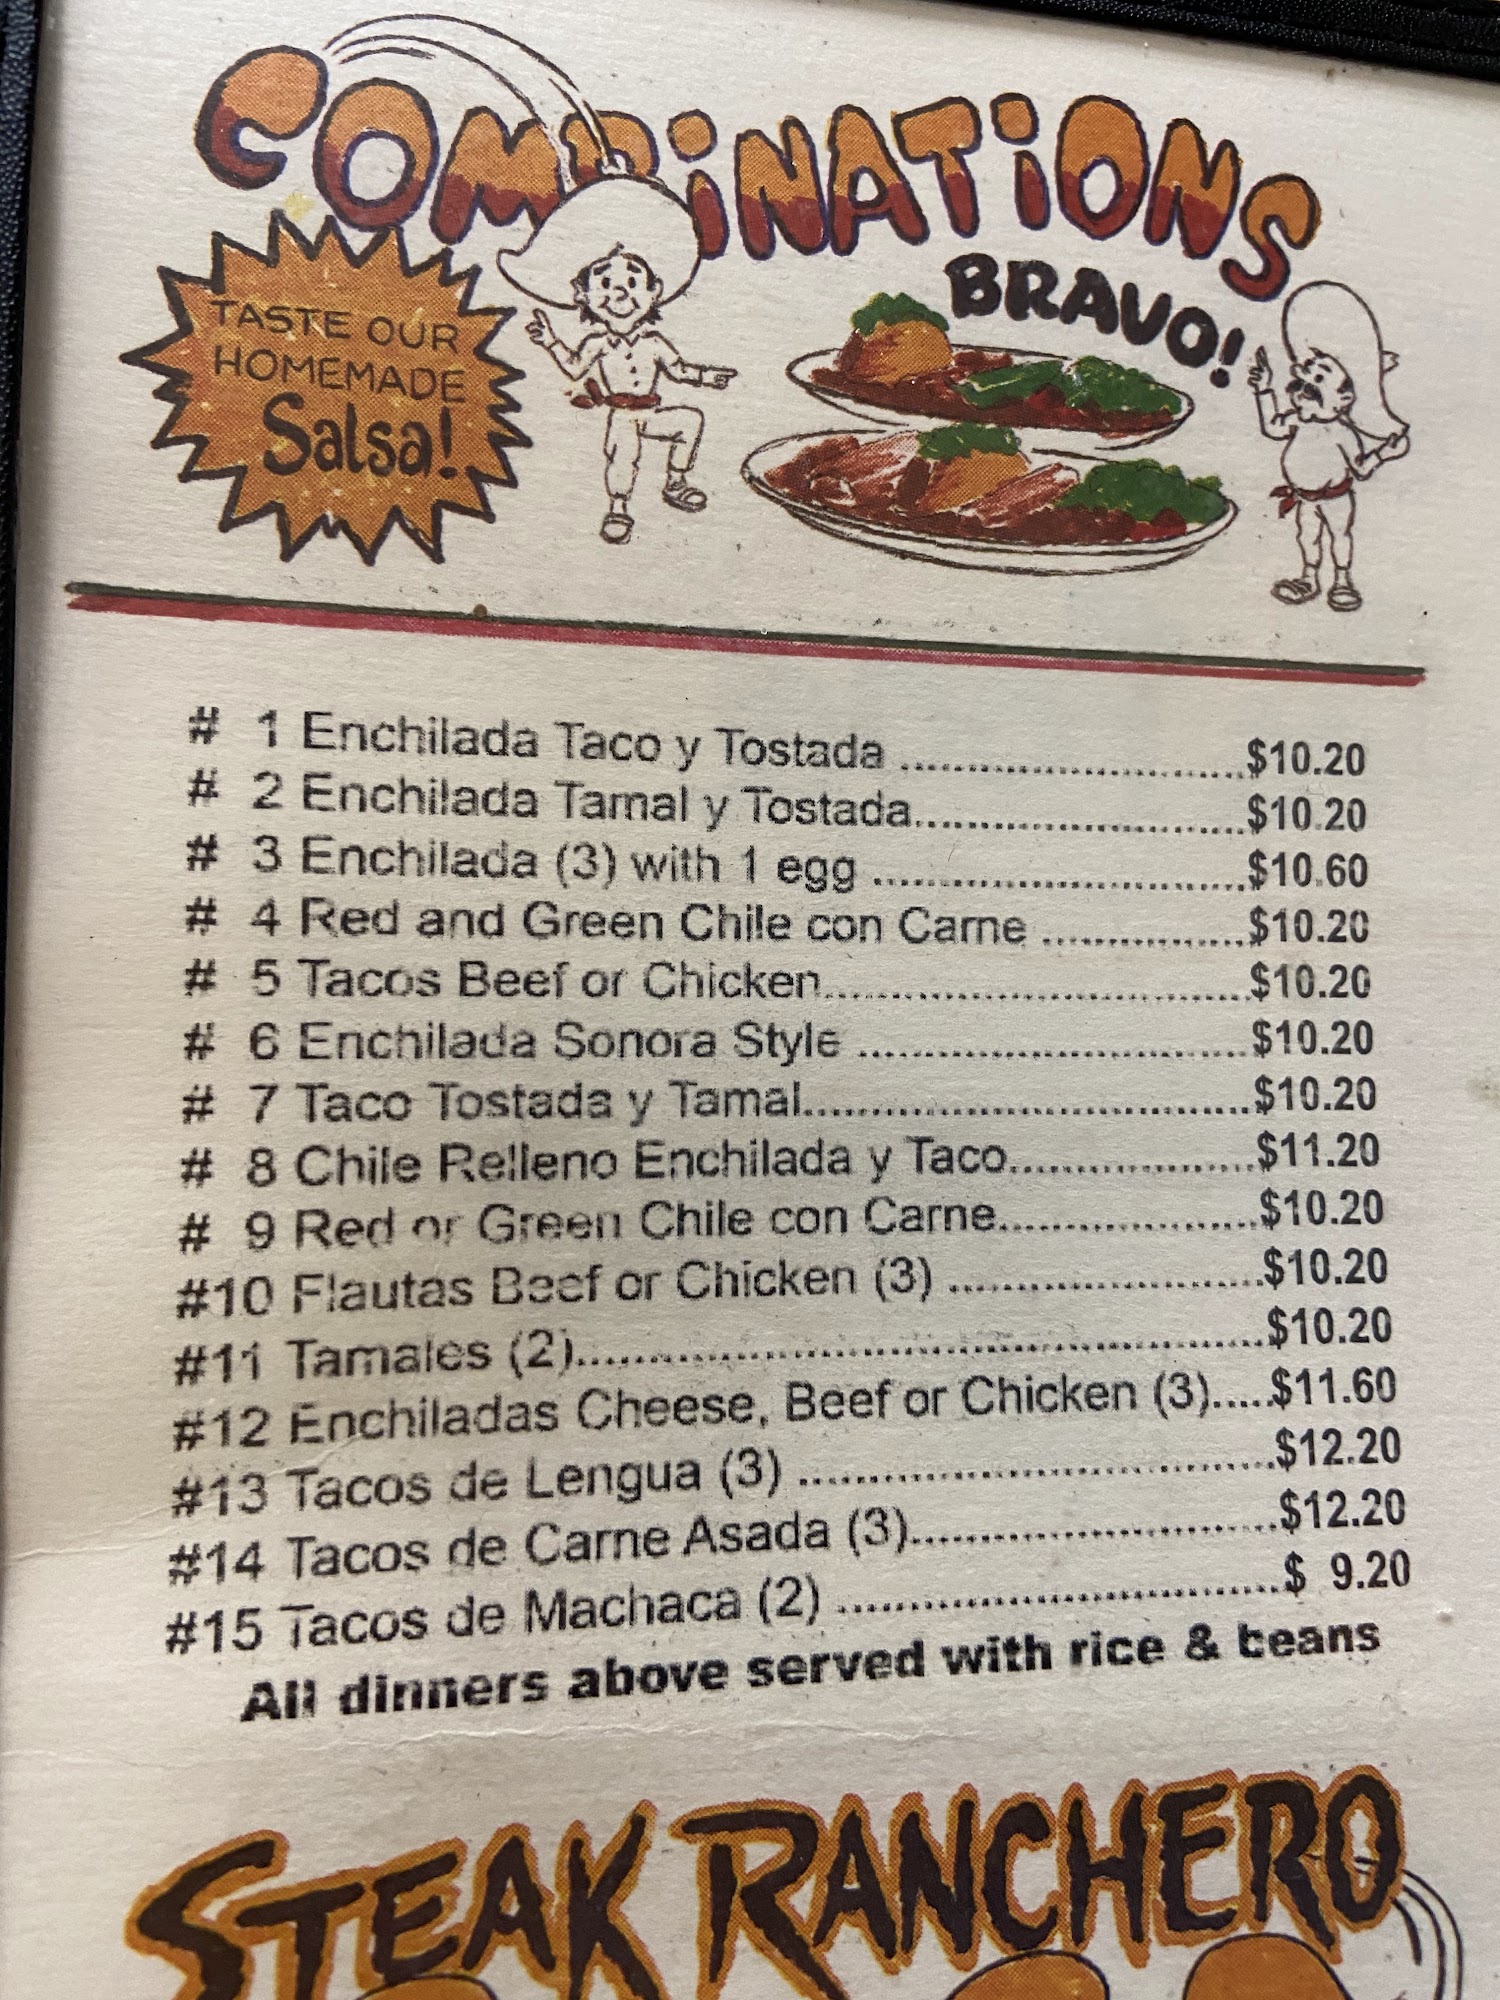 COMBiNATiONS
BRAVO!
TASTE OUR
HOMEMADE
Salsa!
# 1 Enchilada Taco y Tostada ..........................$10.20
# 2 Enchilada Tamal y Tostada..........................$10.20
# 3 Enchilada (3) with 1 egg ............................$10.60
# 4 Red and Green Chile con Carne ................$10.20
# 5 Tacos Beef or Chicken................................$10.20
# 6 Enchilada Sonora Style ..............................$10.20
# 7 Taco Tostada y Tamal..................................$10.20
# 8 Chile Relleno Enchilada y Taco...................$11.20
# 9 Red or Green Chile con Carne....................$10.20
#10 Flautas Beef or Chicken (3) ........................$10.20
#11 Tamales (2)....................................................$10.20
#12 Enchiladas Cheese, Beef or Chicken (3).....$11.60
#13 Tacos de Lengua (3) ....................................$12.20
#14 Tacos de Carne Asada (3)............................$12.20
#15 Tacos de Machaca (2) .................................$ 9.20
All dinners above served with rice & beans
STEAK RANCHERO